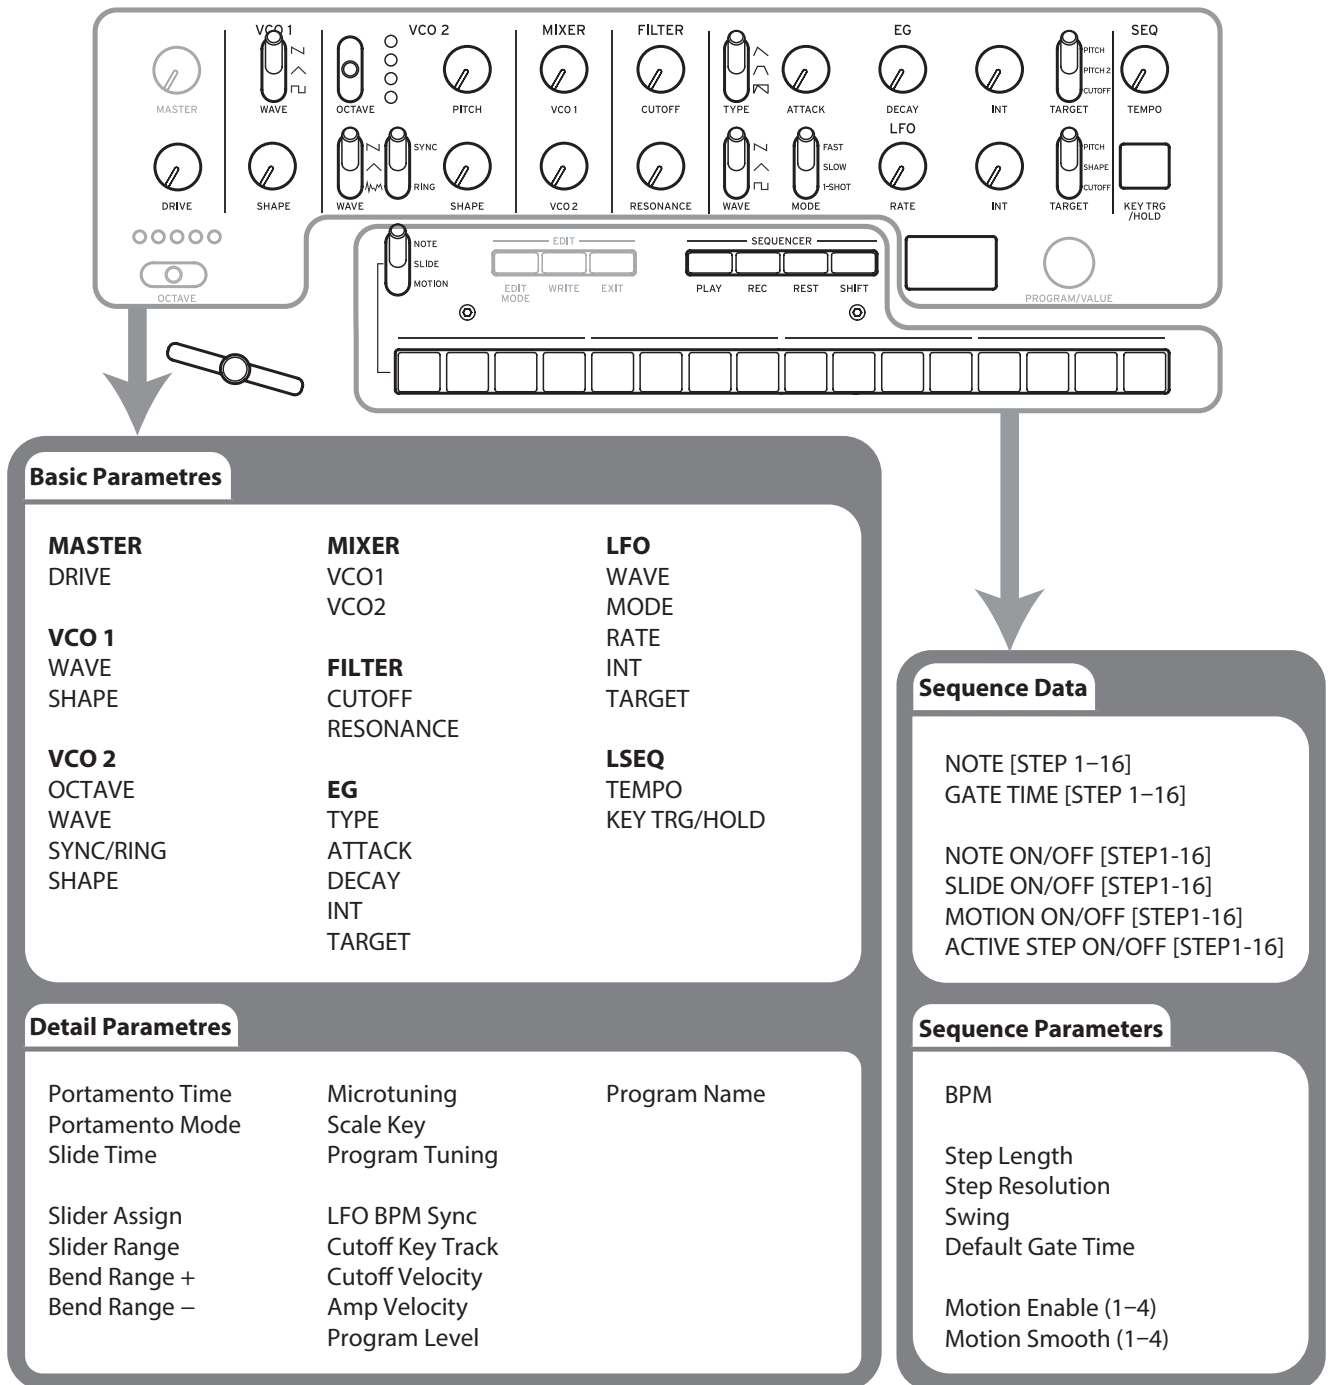 VCO 1
VCO 2
MIXER
FILTER
EG
SEQ
MASTER
WAVE
OCTAVE
PITCH
VCO 1
CUTOFF
TYPE
ATTACK
DECAY
INT
PITCH
PITCH 2
CUTOFF
TARGET
TEMPO
LFO
DRIVE
SHAPE
SYNC
RING
WAVE
SHAPE
VCO 2
RESONANCE
WAVE
FAST
SLOW
1-SHOT
MODE
RATE
INT
PITCH
SHAPE
CUTOFF
TARGET
KEY TRG
/HOLD
OCTAVE
NOTE
SLIDE
MOTION
EDIT
EDIT
MODE
WRITE
EXIT
SEQUENCER
PLAY
REC
REST
SHIFT
PROGRAM/VALUE
Basic Parametres
MASTER
DRIVE
VCO 1
WAVE
SHAPE
VCO 2
OCTAVE
WAVE
SYNC/RING
SHAPE
MIXER
VCO1
VCO2
FILTER
CUTOFF
RESONANCE
EG
TYPE
ATTACK
DECAY
INT
TARGET
LFO
WAVE
MODE
RATE
INT
TARGET
LSEQ
TEMPO
KEY TRG/HOLD
Detail Parametres
Portamento Time
Portamento Mode
Slide Time
Slider Assign
Slider Range
Bend Range +
Bend Range −
Microtuning
Scale Key
Program Tuning
LFO BPM Sync
Cutoff Key Track
Cutoff Velocity
Amp Velocity
Program Level
Program Name
Sequence Data
NOTE [STEP 1−16]
GATE TIME [STEP 1−16]
NOTE ON/OFF [STEP1-16]
SLIDE ON/OFF [STEP1-16]
MOTION ON/OFF [STEP1-16]
ACTIVE STEP ON/OFF [STEP1-16]
Sequence Parameters
BPM
Step Length
Step Resolution
Swing
Default Gate Time
Motion Enable (1−4)
Motion Smooth (1−4)